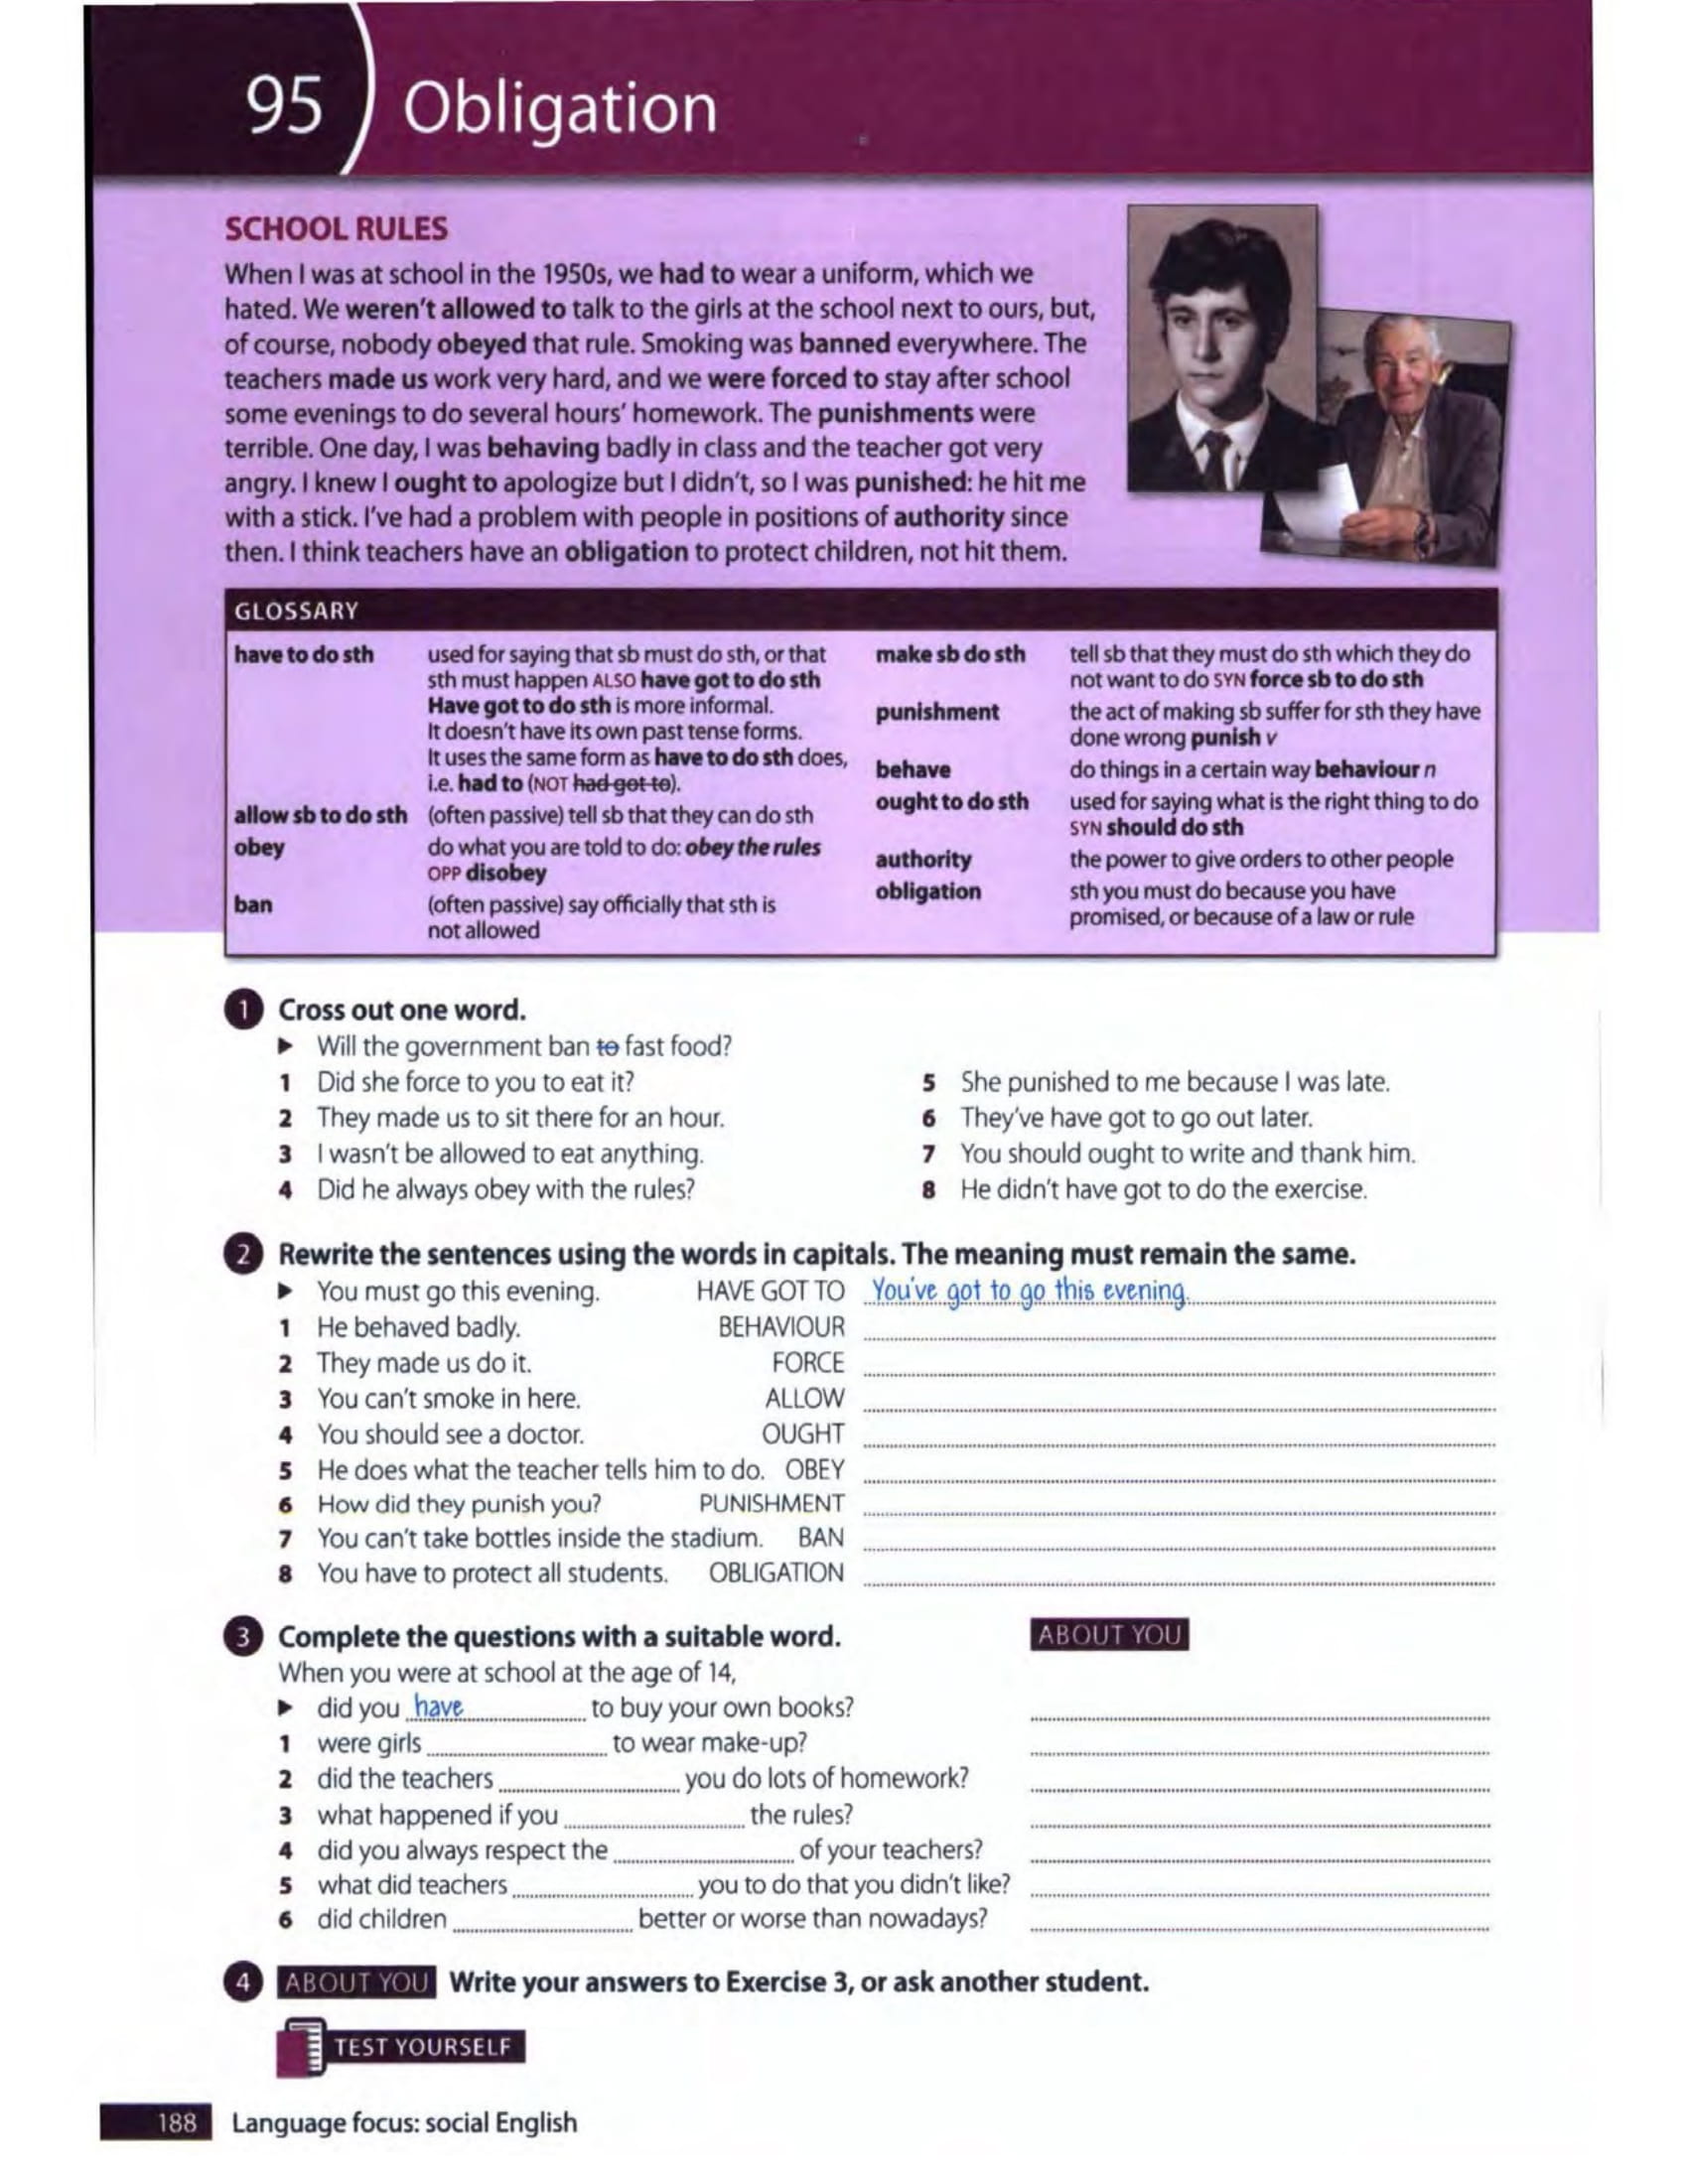 95 Obligation
SCHOOL RULES
When I was at school in the 1950s, we had to wear a uniform, which we
hated. We weren't allowed to talk to the girls at the school next to ours, but,
of course, nobody obeyed that rule. Smoking was banned everywhere. The
teachers made us work very hard, and we were forced to stay after school
some evenings to do several hours' homework. The punishments were
terrible. One day, I was behaving badly in class and the teacher got very
angry. I knew I ought to apologize but I didn't, so I was punished: he hit me
with a stick. I've had a problem with people in positions of authority since
then. I think teachers have an obligation to protect children, not hit them.
GLOSSARY
have to do sth used for saying that sb must do sth, or that
sth must happen ALSO have got to do sth
Have got to do sth is more informal.
It doesn't have its own past tense forms.
It uses the same form as have to do sth does,
i.e. had to (NOT had got to).
allow sb to do sth (often passive) tell sb that they can do sth
obey do what you are told to do: obey the rules
OPP disobey
ban (often passive) say officially that sth is
not allowed
make sb do sth tell sb that they must do sth which they do
not want to do SYN force sb to do sth
punishment the act of making sb suffer for sth they have
done wrong punish v
behave do things in a certain way behaviour n
ought to do sth used for saying what is the right thing to do
SYN should do sth
authority the power to give orders to other people
obligation sth you must do because you have
promised, or because of a law or rule
1 Cross out one word.
► Will the government ban to fast food?
1 Did she force to you to eat it?
2 They made us to sit there for an hour.
3 I wasn't be allowed to eat anything.
4 Did he always obey with the rules?
5 She punished to me because I was late.
6 They've have got to go out later.
7 You should ought to write and thank him.
8 He didn't have got to do the exercise.
2 Rewrite the sentences using the words in capitals. The meaning must remain the same.
► You must go this evening. HAVE GOT TO You've got to go this evening.
1 He behaved badly. BEHAVIOUR
2 They made us do it. FORCE
3 You can't smoke in here. ALLOW
4 You should see a doctor. OUGHT
5 He does what the teacher tells him to do. OBEY
6 How did they punish you? PUNISHMENT
7 You can't take bottles inside the stadium. BAN
8 You have to protect all students. OBLIGATION
3 Complete the questions with a suitable word. ABOUT YOU
When you were at school at the age of 14,
► did you have to buy your own books?
1 were girls to wear make-up?
2 did the teachers you do lots of homework?
3 what happened if you the rules?
4 did you always respect the of your teachers?
5 what did teachers you to do that you didn't like?
6 did children better or worse than nowadays?
4 ABOUT YOU Write your answers to Exercise 3, or ask another student.
TEST YOURSELF
188 Language focus: social English